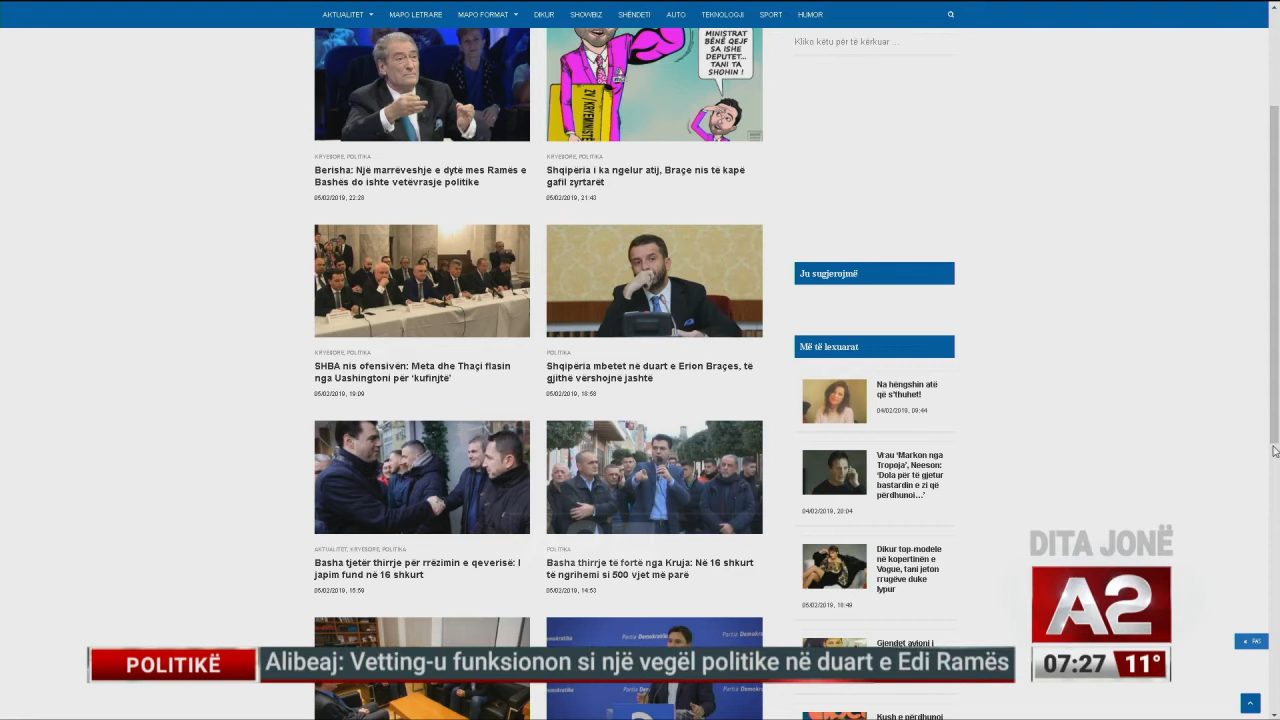 AKTUALITET
MAPO LETRARE
MAPO FORMAT
DIKUR
SHOWBIZ
SHËNDETI
AUTO
TEKNOLOGJI
SPORT
HUMOR
MINISTRAT
BËNË QEJF
SA ISHE
DEPUTET...
TANI TA
SHOHIN !
ZV/KRYEMINISTË
KRYESORE, POLITIKA
Berisha: Një marrëveshje e dytë mes Ramës e
Bashës do ishte vetëvrasje politike
05/02/2019, 22:28
KRYESORE, POLITIKA
Shqipëria i ka ngelur atij, Braçe nis të kapë
gafil zyrtarët
05/02/2019, 21:43
KRYESORE, POLITIKA
SHBA nis ofensivën: Meta dhe Thaçi flasin
nga Uashingtoni për ‘kufinjtë’
05/02/2019, 19:09
POLITIKA
Shqipëria mbetet në duart e Erion Braçes, të
gjithë vërshojnë jashtë
05/02/2019, 18:58
AKTUALITET, KRYESORE, POLITIKA
Basha tjetër thirrje për rrëzimin e qeverisë: I
japim fund në 16 shkurt
05/02/2019, 15:59
POLITIKA
Basha thirrje të fortë nga Kruja: Në 16 shkurt
të ngrihemi si 500 vjet më parë
05/02/2019, 14:53
Partia Demokratike
Partia Demokratike
Kliko këtu për të kërkuar ...
Ju sugjerojmë
Më të lexuarat
Na hëngshin atë
që s'thuhet!
04/02/2019, 09:44
Vrau ‘Markon nga
Tropoja’, Neeson:
‘Dola për të gjetur
bastardin e zi që
përdhunoi...’
04/02/2019, 20:04
Dikur top-modele
në kopertinën e
Vogue, tani jeton
rrugëve duke
lypur
05/02/2019, 10:49
Gjendet avioni i
Kush e përdhunoi
DITA JONË
A2
07:27 11°
POLITIKË
Alibeaj: Vetting-u funksionon si një vegël politike në duart e Edi Ramës